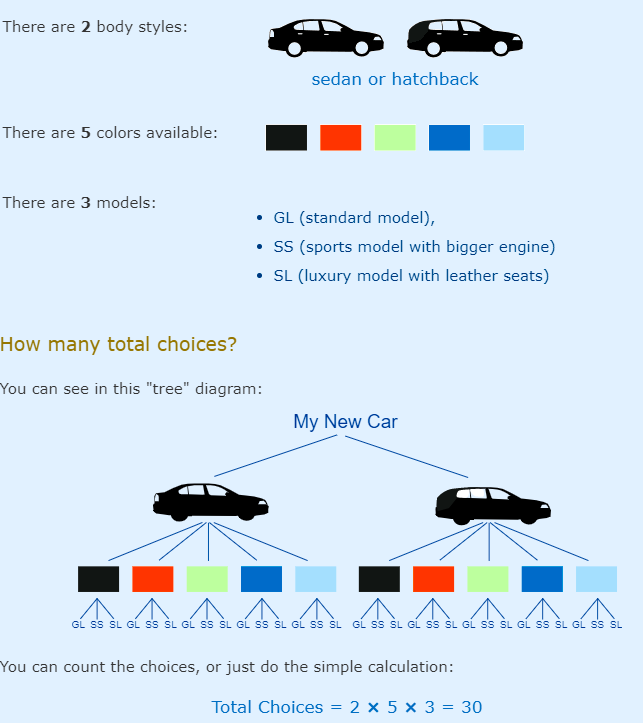 There are 2 body styles:
sedan or hatchback
There are 5 colors available:
There are 3 models:
• GL (standard model),
• SS (sports model with bigger engine)
• SL (luxury model with leather seats)
How many total choices?
You can see in this "tree" diagram:
My New Car
GL SS SL GL SS SL GL SS SL GL SS SL GL SS SL GL SS SL GL SS SL GL SS SL GL SS SL GL SS SL
You can count the choices, or just do the simple calculation:
Total Choices = 2 × 5 × 3 = 30